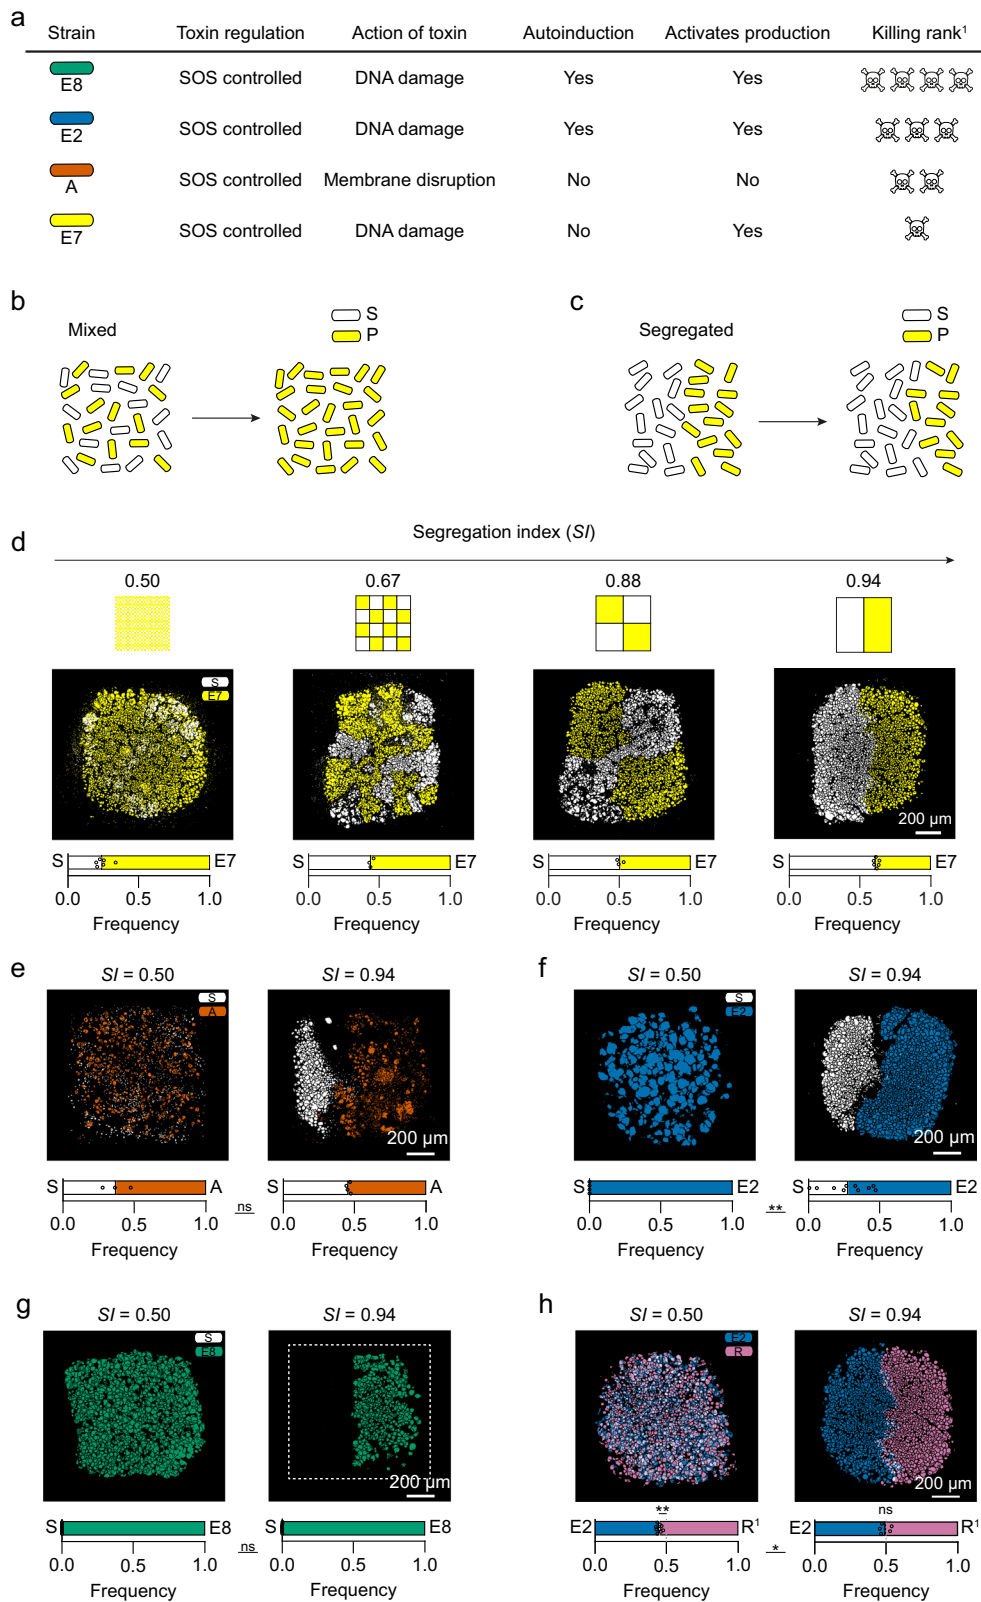 a
Strain Toxin regulation Action of toxin Autoinduction Activates production Killing rank¹
E8 SOS controlled DNA damage Yes Yes
E2 SOS controlled DNA damage Yes Yes
A SOS controlled Membrane disruption No No
E7 SOS controlled DNA damage No Yes
b
Mixed
S
P
c
Segregated
S
P
d
Segregation index (SI)
0.50 0.67 0.88 0.94
S
E7
200 µm
S E7 S E7 S E7 S E7
0.0 0.5 1.0 0.0 0.5 1.0 0.0 0.5 1.0 0.0 0.5 1.0
Frequency Frequency Frequency Frequency
e
SI = 0.50 SI = 0.94
S
A
200 µm
S A S A
0.0 0.5 1.0 ns 0.0 0.5 1.0
Frequency Frequency
f
SI = 0.50 SI = 0.94
S
E2
200 µm
S E2 S E2
0.0 0.5 1.0 ** 0.0 0.5 1.0
Frequency Frequency
g
SI = 0.50 SI = 0.94
S
E8
200 µm
S E8 S E8
0.0 0.5 1.0 ns 0.0 0.5 1.0
Frequency Frequency
h
SI = 0.50 SI = 0.94
E2
R
200 µm
** ns
E2 R¹ E2 R¹
0.0 0.5 1.0 * 0.0 0.5 1.0
Frequency Frequency